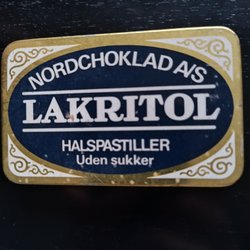 NORDCHOKLAD A/S
LAKRITOL
HALSPASTILLER
Uden sukker